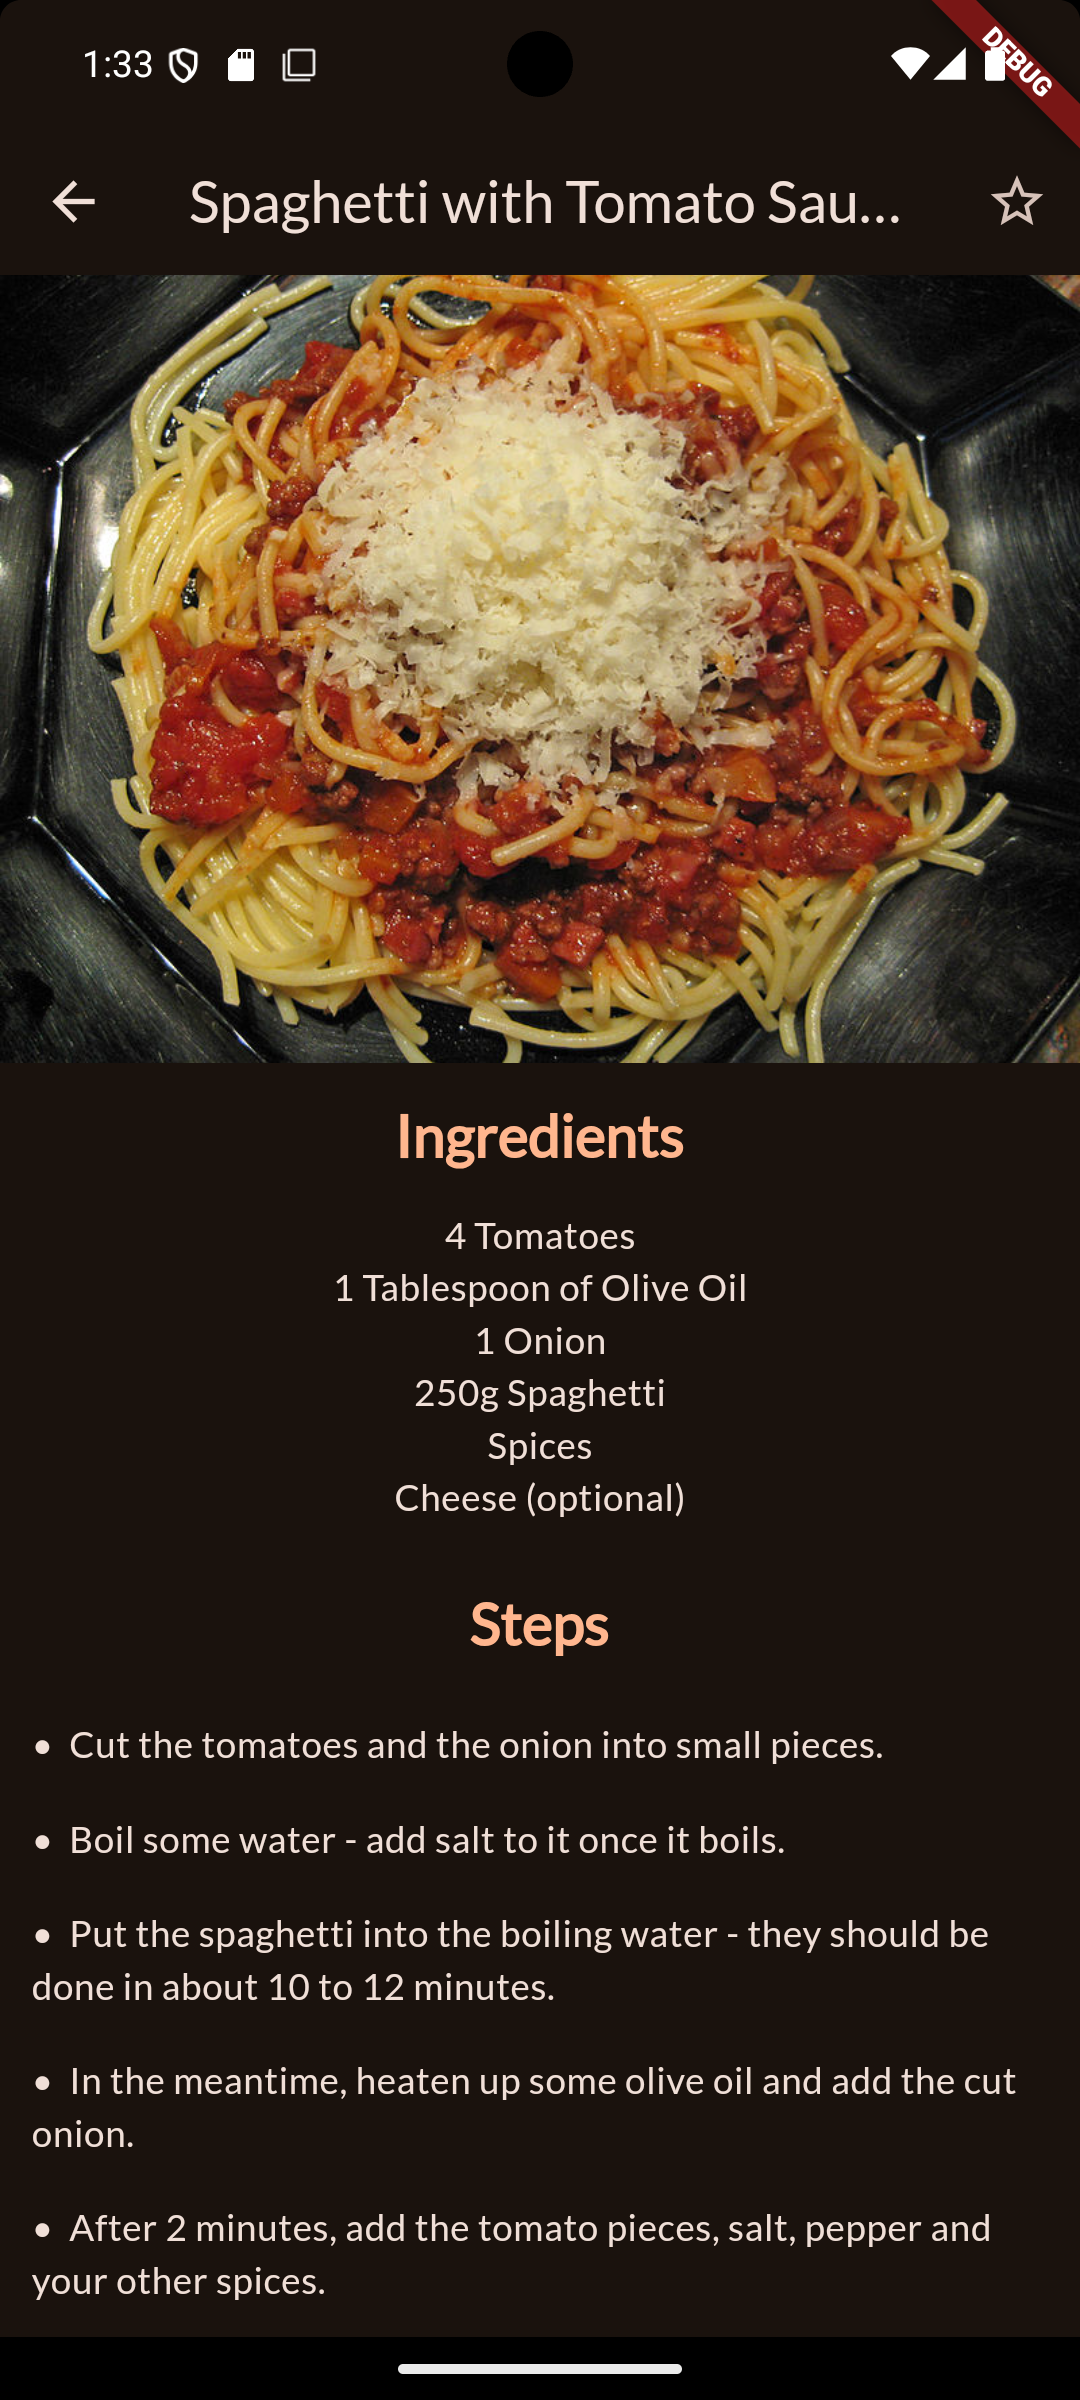 1:33
DEBUG
Spaghetti with Tomato Sau...
Ingredients
4 Tomatoes
1 Tablespoon of Olive Oil
1 Onion
250g Spaghetti
Spices
Cheese (optional)
Steps
• Cut the tomatoes and the onion into small pieces.
• Boil some water - add salt to it once it boils.
• Put the spaghetti into the boiling water - they should be
done in about 10 to 12 minutes.
• In the meantime, heaten up some olive oil and add the cut
onion.
• After 2 minutes, add the tomato pieces, salt, pepper and
your other spices.